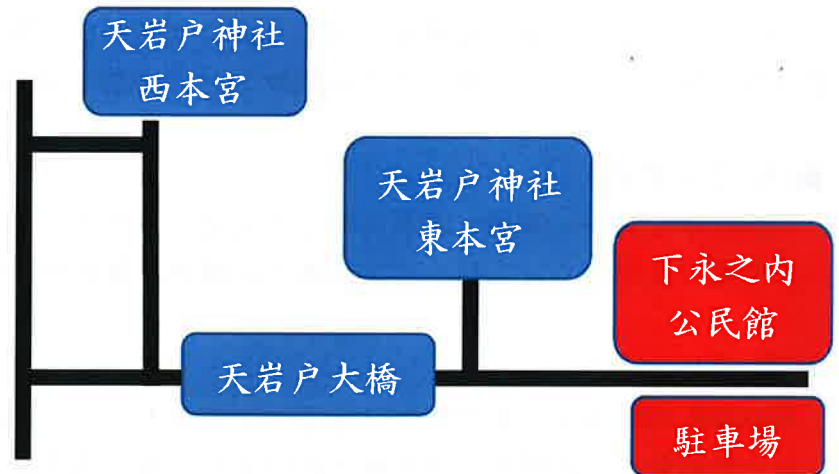 天岩戸神社
西本宮
天岩戸神社
東本宮
下永之内
公民館
天岩戸大橋
駐車場